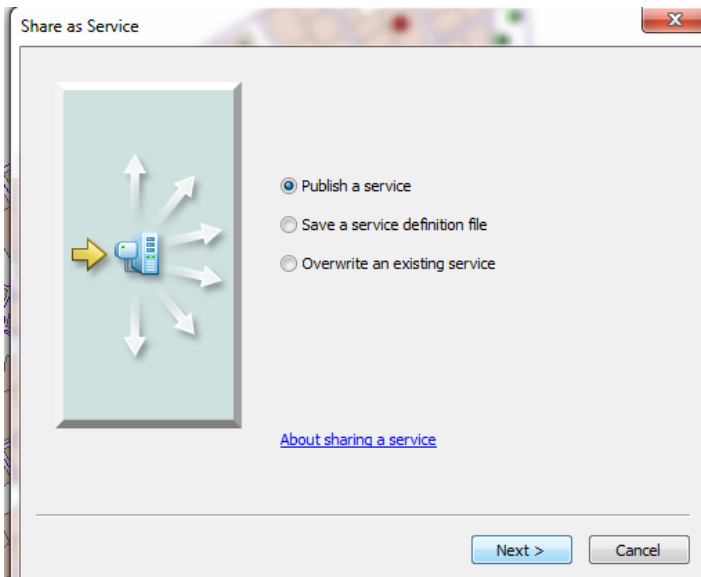 Share as Service
Publish a service
Save a service definition file
Overwrite an existing service
About sharing a service
Next >
Cancel